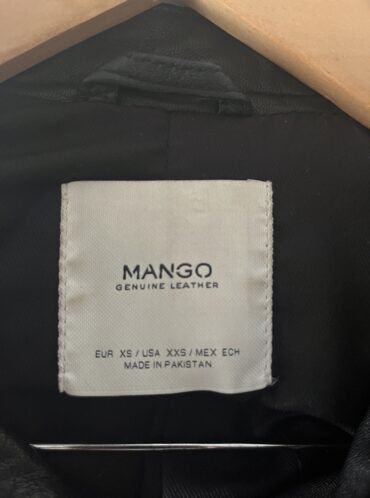 MANGO
GENUINE LEATHER
EUR XS / USA XXS / MEX ECH
MADE IN PAKISTAN